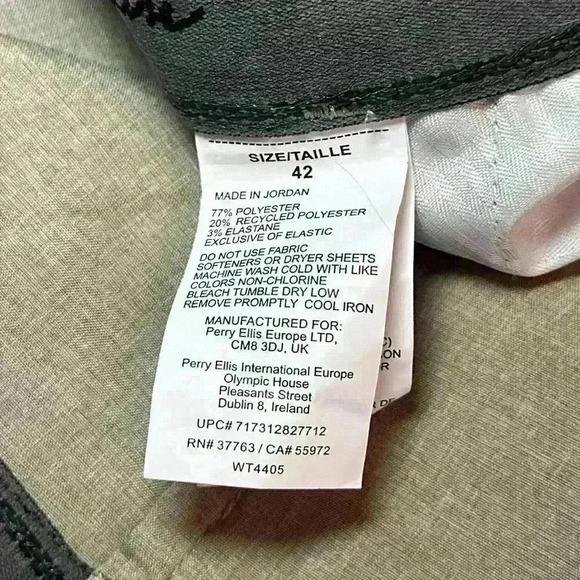 SIZE/TAILLE
42
MADE IN JORDAN
77% POLYESTER
20% RECYCLED POLYESTER
3% ELASTANE
EXCLUSIVE OF ELASTIC
DO NOT USE FABRIC
SOFTENERS OR DRYER SHEETS
MACHINE WASH COLD WITH LIKE
COLORS NON-CHLORINE
BLEACH TUMBLE DRY LOW
REMOVE PROMPTLY COOL IRON
MANUFACTURED FOR:
Perry Ellis Europe LTD,
CM8 3DJ, UK
Perry Ellis International Europe
Olympic House
Pleasants Street
Dublin 8, Ireland
UPC# 717312827712
RN# 37763 / CA# 55972
WT4405